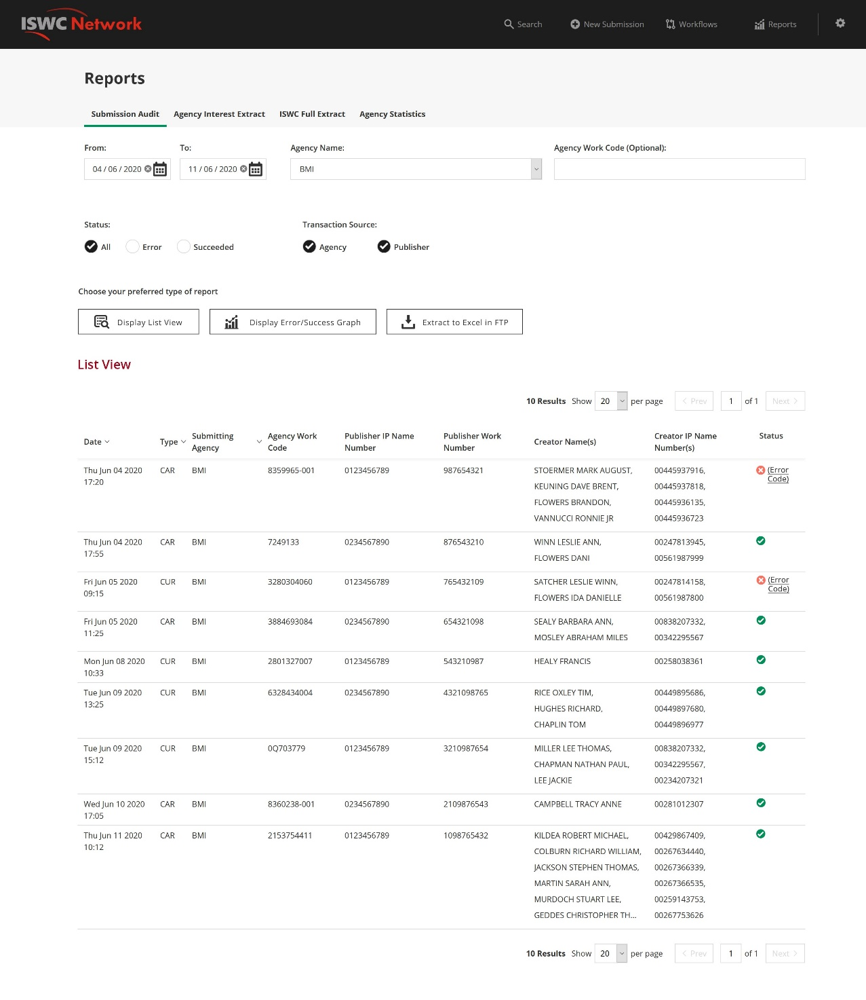 ISWC Network
Search
New Submission
Workflows
Reports
Reports
Submission Audit
Agency Interest Extract
ISWC Full Extract
Agency Statistics
From:
To:
Agency Name:
Agency Work Code (Optional):
04 / 06 / 2020
11 / 06 / 2020
BMI
Status:
Transaction Source:
All
Error
Succeeded
Agency
Publisher
Choose your preferred type of report
Display List View
Display Error/Success Graph
Extract to Excel in FTP
List View
10 Results Show 20 per page < Prev 1 of 1 Next >
Date
Type
Submitting
Agency
Agency Work
Code
Publisher IP Name
Number
Publisher Work
Number
Creator Name(s)
Creator IP Name
Number(s)
Status
Thu Jun 04 2020
17:20
CAR
BMI
8359965-001
0123456789
987654321
STOERMER MARK AUGUST,
KEUNING DAVE BRENT,
FLOWERS BRANDON,
VANNUCCI RONNIE JR
00445937916,
00445937818,
00445936135,
00445936723
(Error
Code)
Thu Jun 04 2020
17:55
CAR
BMI
7249133
0234567890
876543210
WINN LESLIE ANN,
FLOWERS DANI
00247813945,
00561987999
Fri Jun 05 2020
09:15
CUR
BMI
3280304060
0123456789
765432109
SATCHER LESLIE WINN,
FLOWERS IDA DANIELLE
00247814158,
00561987800
(Error
Code)
Fri Jun 05 2020
11:25
CAR
BMI
3884693084
0234567890
654321098
SEALY BARBARA ANN,
MOSLEY ABRAHAM MILES
00838207332,
00342295567
Mon Jun 08 2020
10:33
CUR
BMI
2801327007
0123456789
543210987
HEALY FRANCIS
00258038361
Tue Jun 09 2020
13:25
CUR
BMI
6328434004
0234567890
4321098765
RICE OXLEY TIM,
HUGHES RICHARD,
CHAPLIN TOM
00449895686,
00449897680,
00449896977
Tue Jun 09 2020
15:12
CUR
BMI
0Q703779
0123456789
3210987654
MILLER LEE THOMAS,
CHAPMAN NATHAN PAUL,
LEE JACKIE
00838207332,
00342295567,
00234207321
Wed Jun 10 2020
17:05
CAR
BMI
8360238-001
0234567890
2109876543
CAMPBELL TRACY ANNE
00281012307
Thu Jun 11 2020
10:12
CAR
BMI
2153754411
0123456789
1098765432
KILDEA ROBERT MICHAEL,
COLBURN RICHARD WILLIAM,
JACKSON STEPHEN THOMAS,
MARTIN SARAH ANN,
MURDOCH STUART LEE,
GEDDES CHRISTOPHER TH...
00429867409,
00267634440,
00267366339,
00267366535,
00259143753,
00267753626
10 Results Show 20 per page < Prev 1 of 1 Next >